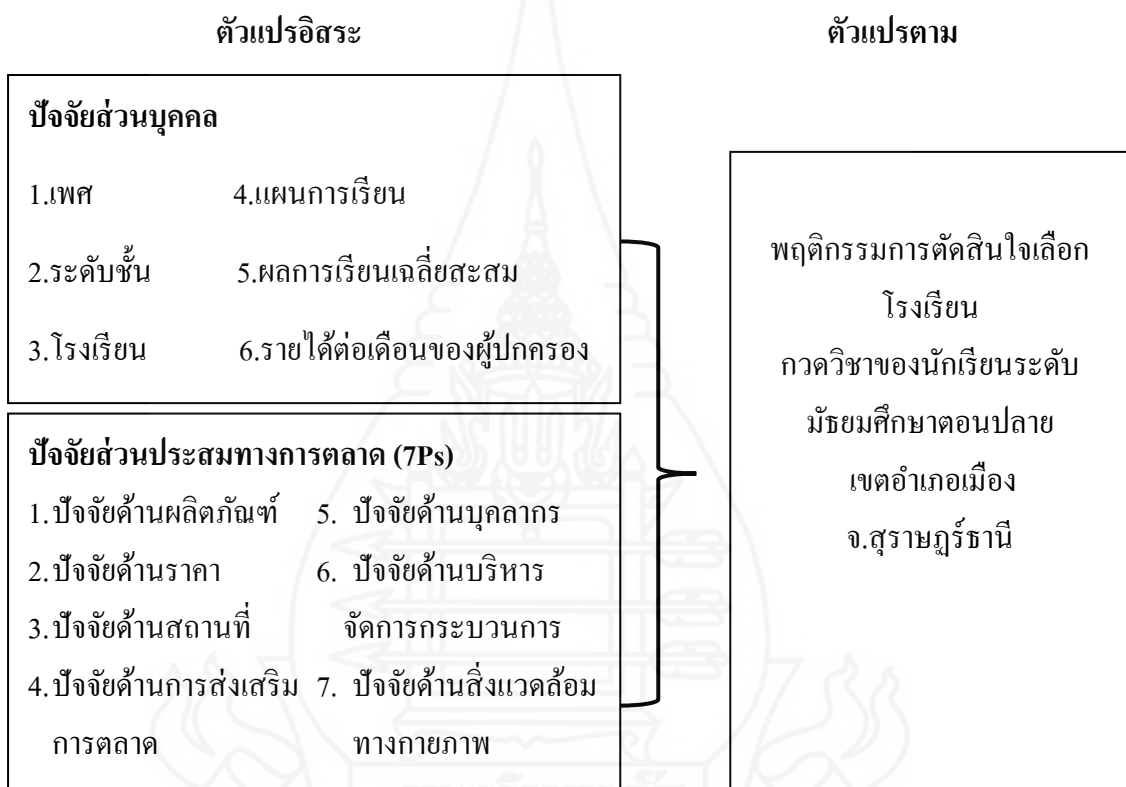 ตัวแปรอิสระ
ตัวแปรตาม
ปัจจัยส่วนบุคคล
1.เพศ 4.แผนการเรียน
2.ระดับชั้น 5.ผลการเรียนเฉลี่ยสะสม
3.โรงเรียน 6.รายได้ต่อเดือนของผู้ปกครอง
ปัจจัยส่วนประสมทางการตลาด (7Ps)
1.ปัจจัยด้านผลิตภัณฑ์ 5. ปัจจัยด้านบุคลากร
2.ปัจจัยด้านราคา 6. ปัจจัยด้านบริหาร
3.ปัจจัยด้านสถานที่ จัดการกระบวนการ
4.ปัจจัยด้านการส่งเสริม 7. ปัจจัยด้านสิ่งแวดล้อม
การตลาด ทางกายภาพ
พฤติกรรมการตัดสินใจเลือก
โรงเรียน
กวดวิชาของนักเรียนระดับ
มัธยมศึกษาตอนปลาย
เขตอำเภอเมือง
จ.สุราษฎร์ธานี